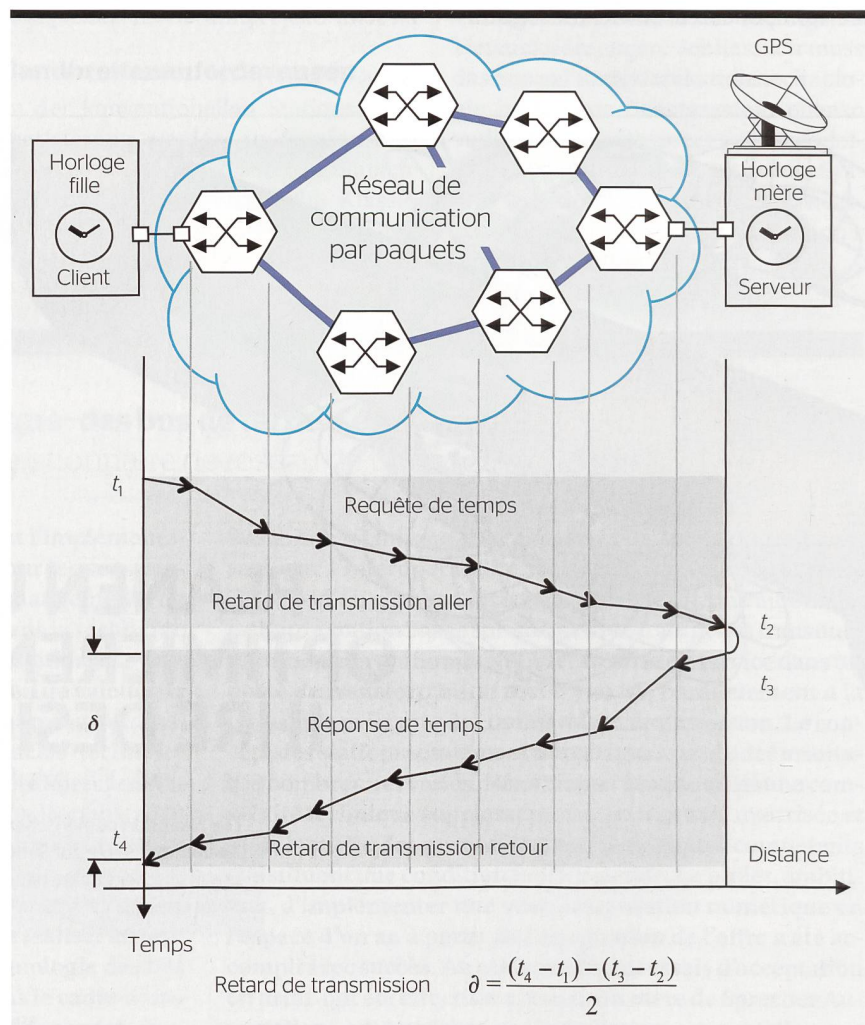 GPS
Horloge
fille
Client
Réseau de
communication
par paquets
Horloge
mère
Serveur
t₁
Requête de temps
Retard de transmission aller
t₂
t₃
δ
Réponse de temps
t₄
Retard de transmission retour
Distance
Temps
Retard de transmission ∂ = (t₄ – t₁) – (t₃ – t₂) / 2